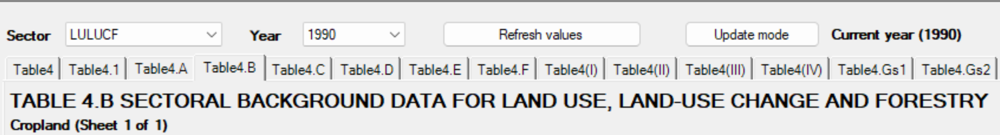 Sector LULUCF Year 1990 Refresh values Update mode Current year (1990)
Table4 Table4.1 Table4.A Table4.B Table4.C Table4.D Table4.E Table4.F Table4(I) Table4(II) Table4(III) Table4(IV) Table4.Gs1 Table4.Gs2
TABLE 4.B SECTORAL BACKGROUND DATA FOR LAND USE, LAND-USE CHANGE AND FORESTRY
Cropland (Sheet 1 of 1)